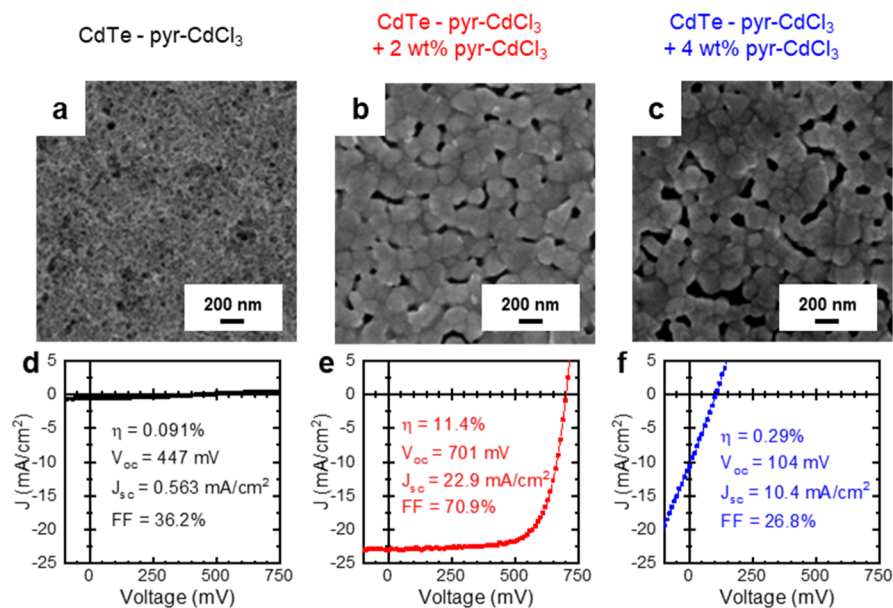 CdTe - pyr-CdCl₃
CdTe - pyr-CdCl₃
+ 2 wt% pyr-CdCl₃
CdTe - pyr-CdCl₃
+ 4 wt% pyr-CdCl₃
a
200 nm
b
200 nm
c
200 nm
d
5
0
-5
-10
-15
-20
-25
J (mA/cm²)
η = 0.091%
Voc = 447 mV
Jsc = 0.563 mA/cm²
FF = 36.2%
0
250
500
750
Voltage (mV)
e
5
0
-5
-10
-15
-20
-25
J (mA/cm²)
η = 11.4%
Voc = 701 mV
Jsc = 22.9 mA/cm²
FF = 70.9%
0
250
500
750
Voltage (mV)
f
5
0
-5
-10
-15
-20
-25
J (mA/cm²)
η = 0.29%
Voc = 104 mV
Jsc = 10.4 mA/cm²
FF = 26.8%
0
250
500
750
Voltage (mV)